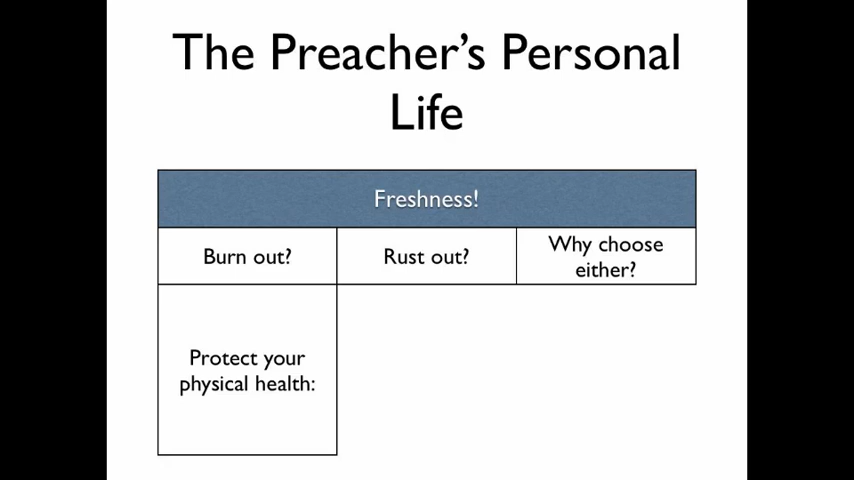 The Preacher's Personal
Life
Freshness!
Burn out?
Rust out?
Why choose
either?
Protect your
physical health: